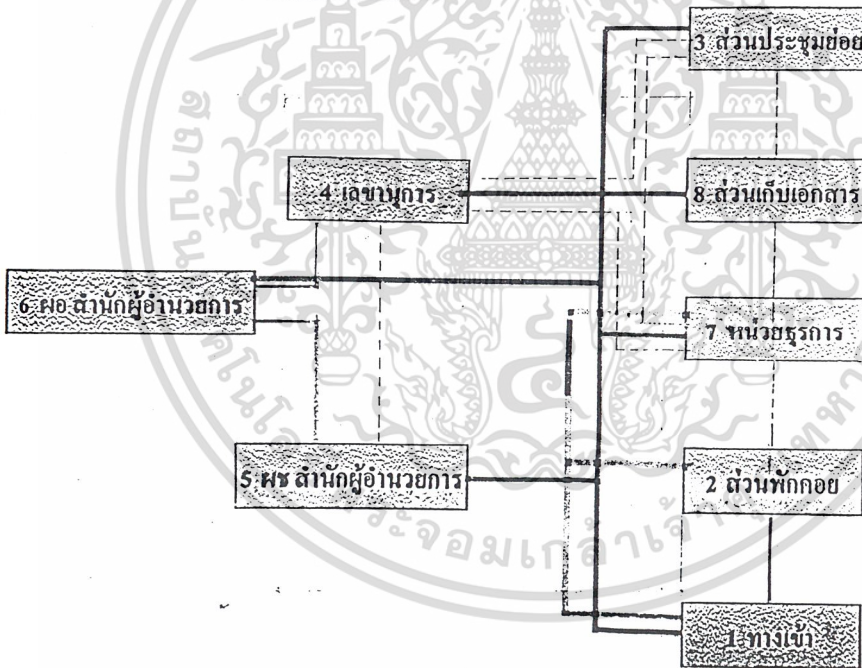 3 ส่วนประชุมย่อย
4 เลขานุการ
8 ส่วนเก็บเอกสาร
6 ผอ สำนักผู้อำนวยการ
7 หน่วยธุรการ
5 ผช สำนักผู้อำนวยการ
2 ส่วนพักคอย
1 ทางเข้า